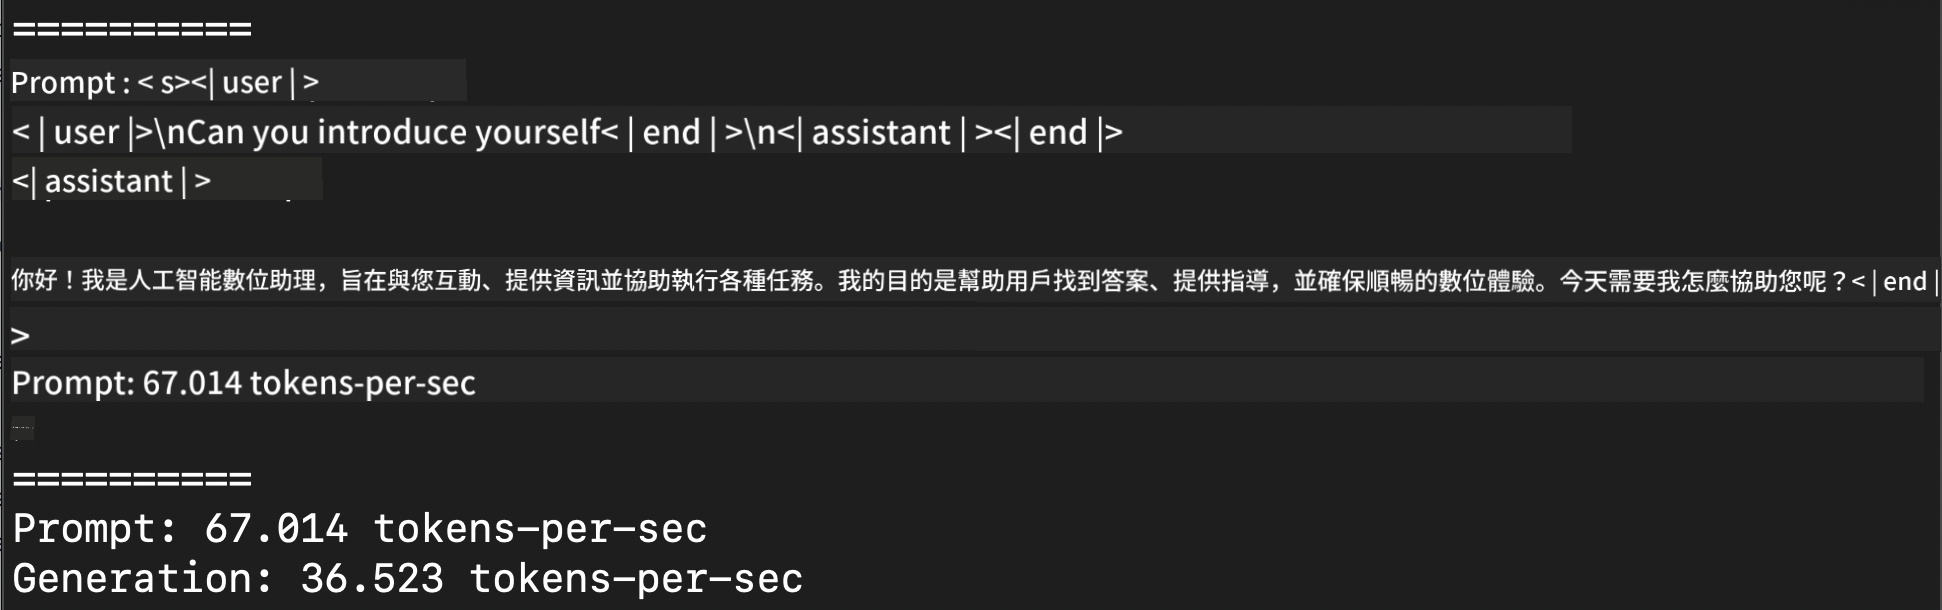 ==========
Prompt : < s><| user | >
< | user |>\nCan you introduce yourself< | end | >\n<| assistant | ><| end |>
<| assistant | >
你好！我是人工智能數位助理，旨在與您互動、提供資訊並協助執行各種任務。我的目的是幫助用戶找到答案、提供指導，並確保順暢的數位體驗。今天需要我怎麼協助您呢？< | end |
>
Prompt: 67.014 tokens-per-sec
==========
Prompt: 67.014 tokens-per-sec
Generation: 36.523 tokens-per-sec